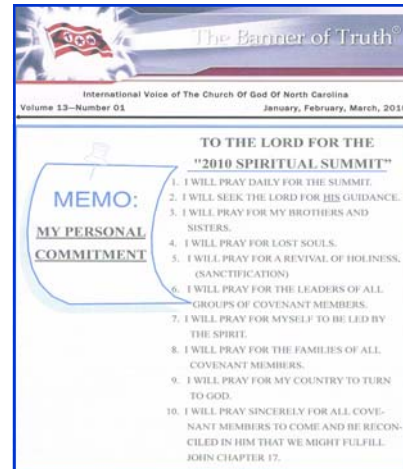 The Banner of Truth©
International Voice of The Church Of God Of North Carolina
Volume 13—Number 01
January, February, March, 2010
MEMO:
MY PERSONAL
COMMITMENT
TO THE LORD FOR THE
"2010 SPIRITUAL SUMMIT”
1. I WILL PRAY DAILY FOR THE SUMMIT.
2. I WILL SEEK THE LORD FOR HIS GUIDANCE.
3. I WILL PRAY FOR MY BROTHERS AND
SISTERS.
4. I WILL PRAY FOR LOST SOULS.
5. I WILL PRAY FOR A REVIVAL OF HOLINESS,
(SANCTIFICATION)
6. I WILL PRAY FOR THE LEADERS OF ALL
GROUPS OF COVENANT MEMBERS.
7. I WILL PRAY FOR MYSELF TO BE LED BY
THE SPIRIT.
8. I WILL PRAY FOR THE FAMILIES OF ALL
COVENANT MEMBERS.
9. I WILL PRAY FOR MY COUNTRY TO TURN
TO GOD.
10. I WILL PRAY SINCERELY FOR ALL COVE-
NANT MEMBERS TO COME AND BE RECON-
CILED IN HIM THAT WE MIGHT FULFILL
JOHN CHAPTER 17.